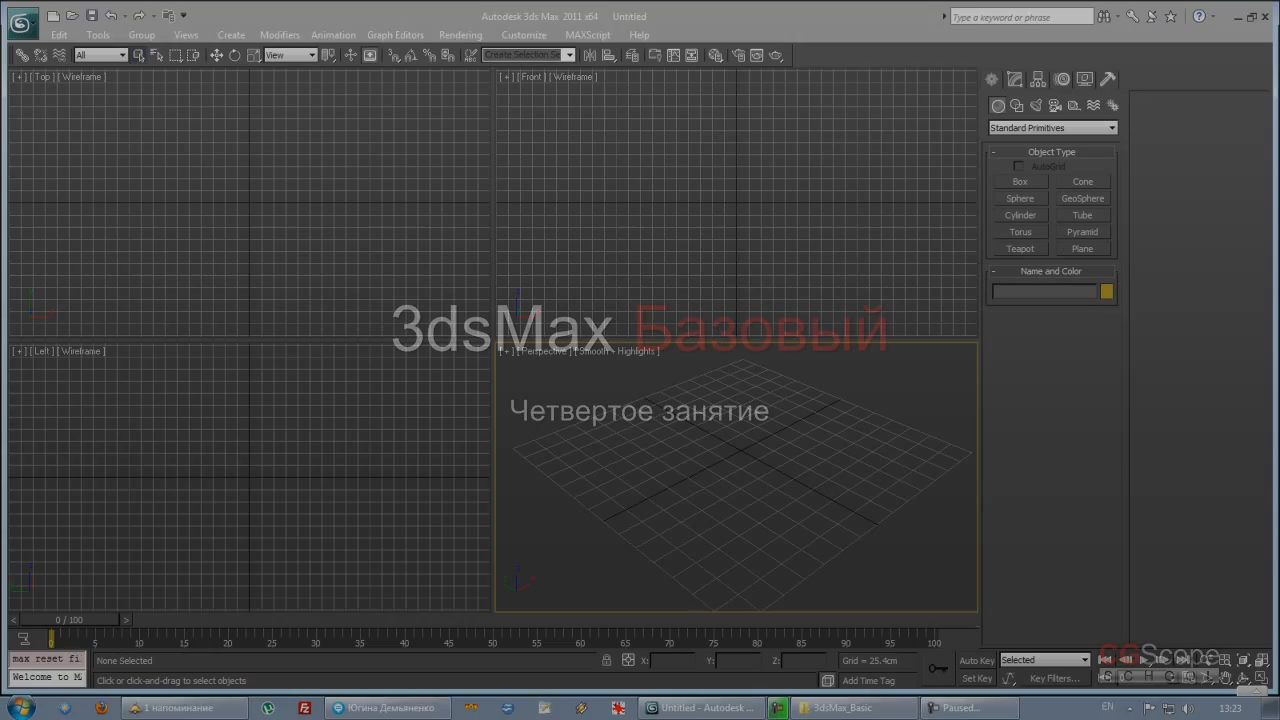 Autodesk 3ds Max 2011 x64 Untitled
Type a keyword or phrase
Edit Tools Group Views Create Modifiers Animation Graph Editors Rendering Customize MAXScript Help
All View Create Selection Se
[ + ] [ Top ] [ Wireframe ]
[ + ] [ Front ] [ Wireframe ]
Standard Primitives
- Object Type
AutoGrid
Box Cone
Sphere GeoSphere
Cylinder Tube
Torus Pyramid
Teapot Plane
- Name and Color
3dsMax Базовый
[ + ] [ Left ] [ Wireframe ]
[ + ] [ Perspective ] [ Smooth + Highlights ]
Четвертое занятие
< 0 / 100 >
0 5 10 15 20 25 30 35 40 45 50 55 60 65 70 75 80 85 90 95 100
max reset fi
None Selected X: Y: Z: Grid = 25.4cm Auto Key Selected
CGScope
Welcome to M
Click or click-and-drag to select objects Add Time Tag Set Key Key Filters...
1 напоминание Югина Демьяненко Untitled - Autodesk ... 3dsMax_Basic Paused... EN 13:23